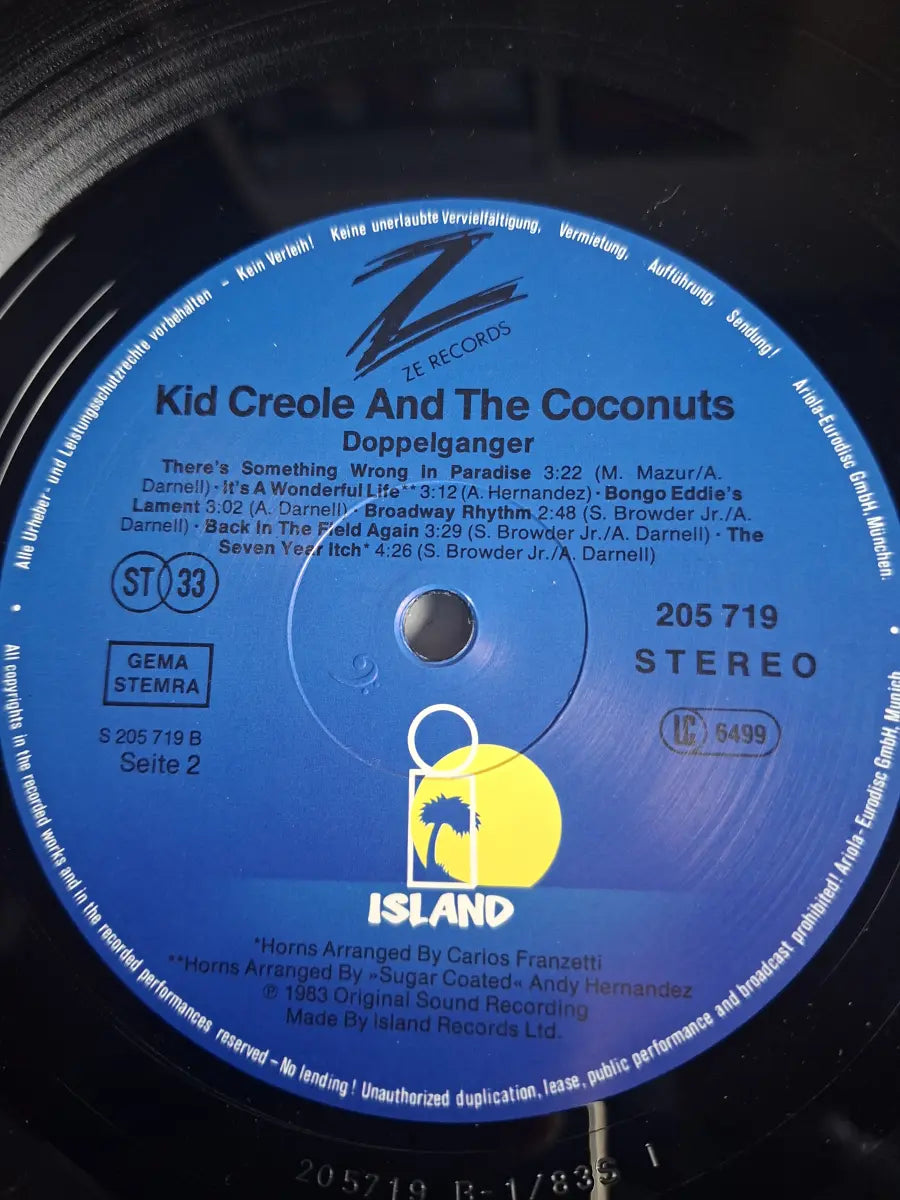 Alle Urheber- und Leistungsschutzrechte vorbehalten - Kein Verleih! Keine unerlaubte Vervielfältigung, Vermietung, Aufführung, Sendung! Ariola-Eurodisc GmbH, München.
Z
ZE RECORDS
Kid Creole And The Coconuts
Doppelganger
There's Something Wrong In Paradise 3:22 (M. Mazur/A.
Darnell) · It's A Wonderful Life** 3:12 (A. Hernandez) · Bongo Eddie's
Lament 3:02 (A. Darnell) · Broadway Rhythm 2:48 (S. Browder Jr./A.
Darnell) · Back In The Field Again 3:29 (S. Browder Jr./A. Darnell) · The
Seven Year Itch* 4:26 (S. Browder Jr./A. Darnell)
ST 33
205 719
STEREO
GEMA
STEMRA
LC 6499
S 205 719 B
Seite 2
ISLAND
*Horns Arranged By Carlos Franzetti
**Horns Arranged By »Sugar Coated« Andy Hernandez
℗ 1983 Original Sound Recording
Made By Island Records Ltd.
All copyrights in the recorded works and in the recorded performances reserved - No lending! Unauthorized duplication, lease, public performance and broadcast prohibited! Ariola-Eurodisc GmbH, Munich
205719 B-1/83S 1